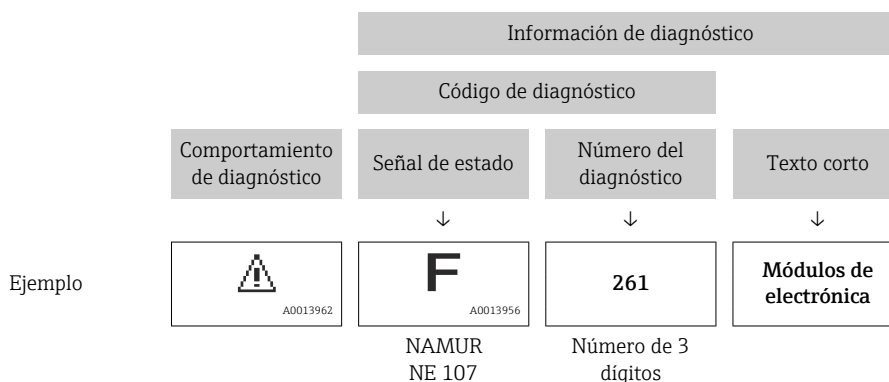 Información de diagnóstico
Código de diagnóstico
Comportamiento
de diagnóstico
Señal de estado
Número del
diagnóstico
Texto corto
↓
↓
↓
Ejemplo
A0013962
F
A0013956
261
Módulos de
electrónica
NAMUR
NE 107
Número de 3
dígitos